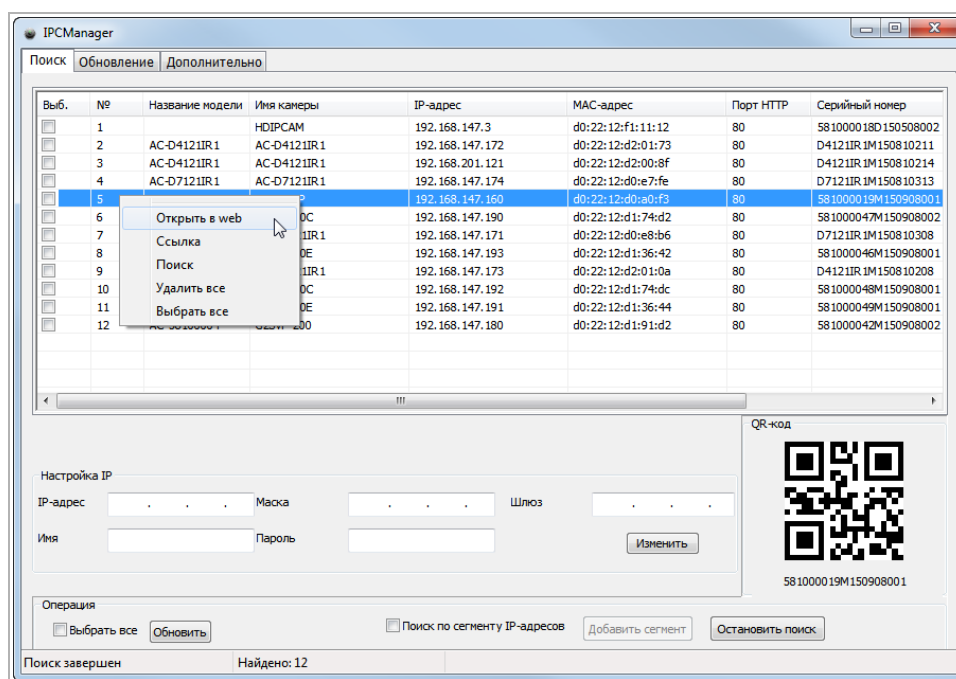 IPCManager
Поиск Обновление Дополнительно
Выб. № Название модели Имя камеры IP-адрес MAC-адрес Порт HTTP Серийный номер
1 HDIPCAM 192.168.147.3 d0:22:12:f1:11:12 80 581000018D150508002
2 AC-D4121IR1 AC-D4121IR1 192.168.147.172 d0:22:12:d2:01:73 80 D4121IR1M150810211
3 AC-D4121IR1 AC-D4121IR1 192.168.201.121 d0:22:12:d2:00:8f 80 D4121IR1M150810214
4 AC-D7121IR1 AC-D7121IR1 192.168.147.174 d0:22:12:d0:e7:fe 80 D7121IR1M150810313
5 P 192.168.147.160 d0:22:12:d0:a0:f3 80 581000019M150908001
6 0C 192.168.147.190 d0:22:12:d1:74:d2 80 581000047M150908002
7 1IR1 192.168.147.171 d0:22:12:d0:e8:b6 80 D7121IR1M150810308
8 0E 192.168.147.193 d0:22:12:d1:36:42 80 581000046M150908001
9 1IR1 192.168.147.173 d0:22:12:d2:01:0a 80 D4121IR1M150810208
10 0C 192.168.147.192 d0:22:12:d1:74:dc 80 581000048M150908001
11 0E 192.168.147.191 d0:22:12:d1:36:44 80 581000049M150908001
12 192.168.147.180 d0:22:12:d1:91:d2 80 581000042M150908002
Открыть в web
Ссылка
Поиск
Удалить все
Выбрать все
QR-код
Настройка IP
IP-адрес . . . Маска . . . Шлюз . . .
Имя Пароль Изменить
581000019M150908001
Операция
Выбрать все Обновить Поиск по сегменту IP-адресов Добавить сегмент Остановить поиск
Поиск завершен Найдено: 12